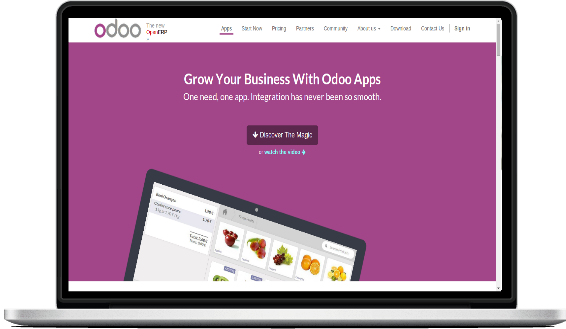 odoo
The new
OpenERP
Apps
Start Now
Pricing
Partners
Community
About us
Download
Contact Us
Sign in
Grow Your Business With Odoo Apps
One need, one app. Integration has never been so smooth.
Discover The Magic
or watch the video